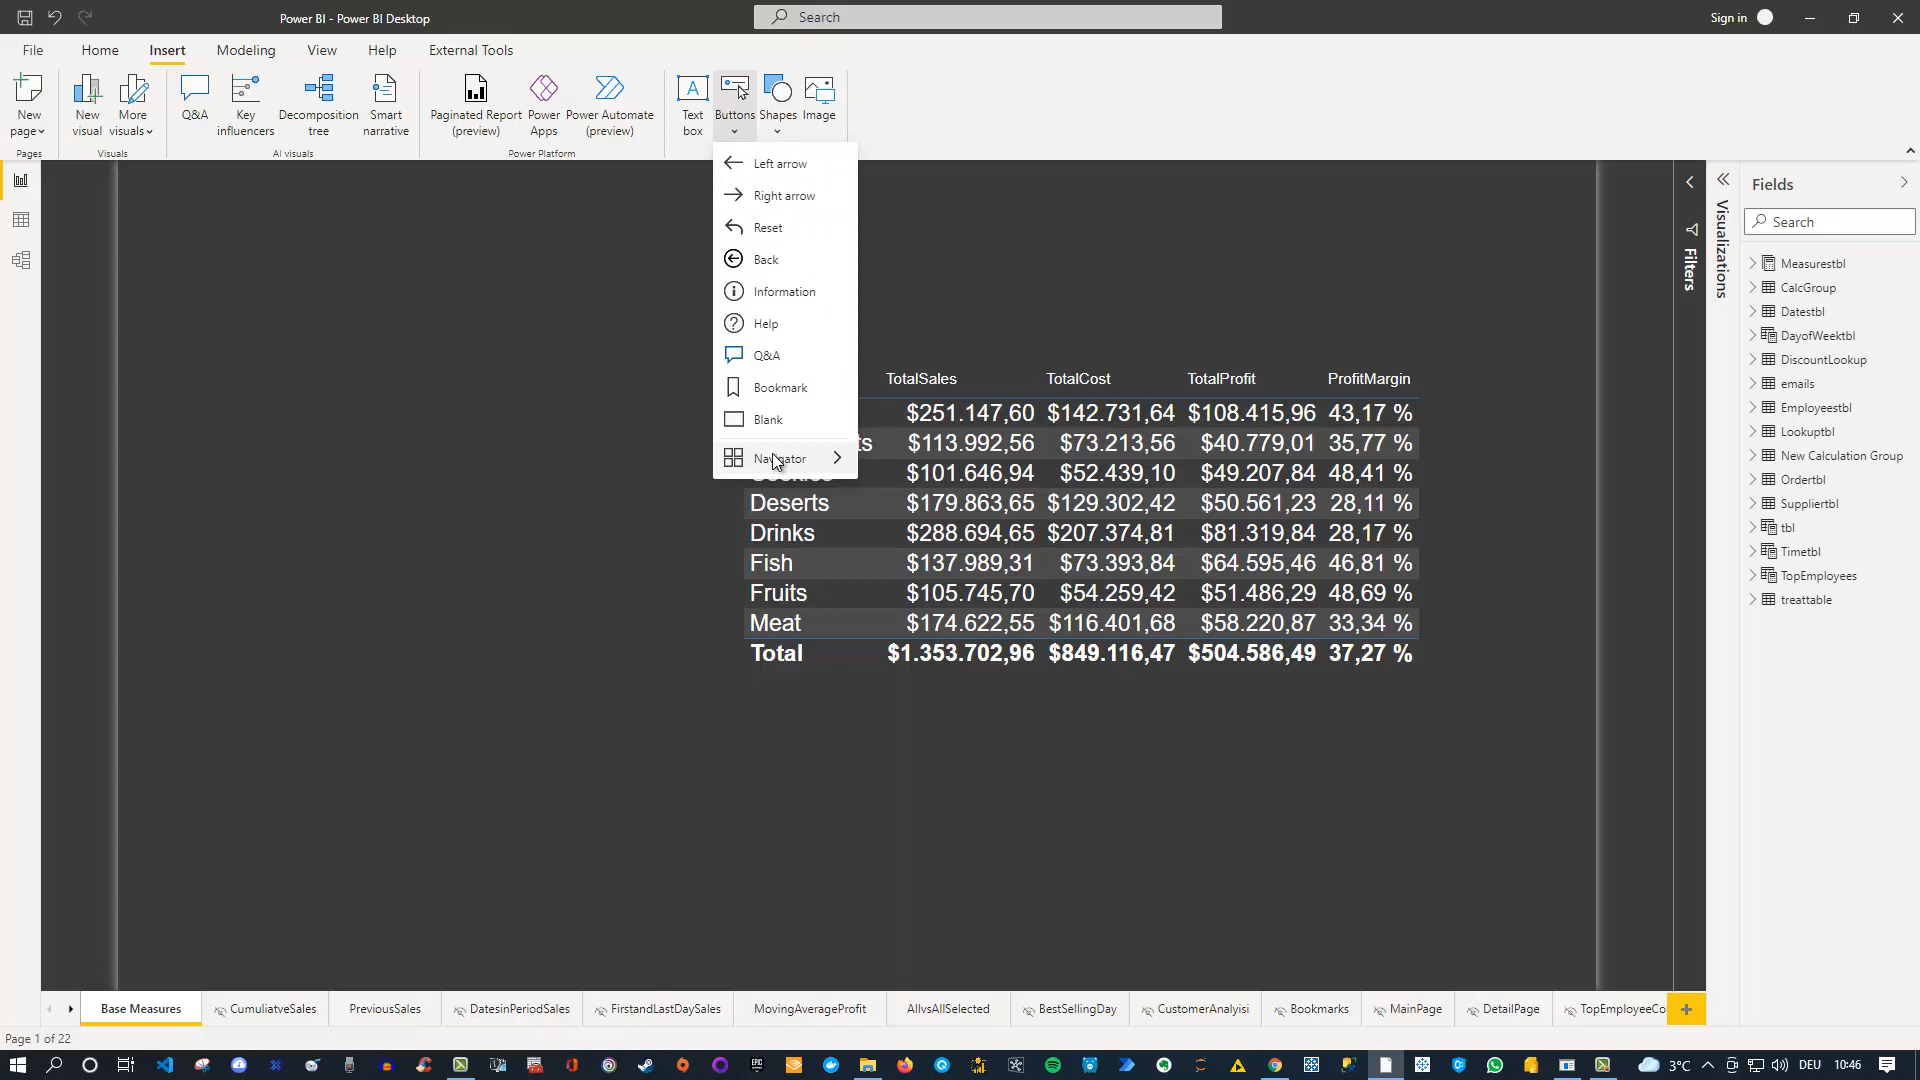 Power BI - Power BI Desktop
Search
Sign in
File
Home
Insert
Modeling
View
Help
External Tools
New page
New visual
More visuals
Q&A
Key influencers
Decomposition tree
Smart narrative
Paginated Report (preview)
Power Apps
Power Automate (preview)
Text box
Buttons
Shapes
Image
Pages
Visuals
AI visuals
Power Platform
Left arrow
Right arrow
Reset
Back
Information
Help
Q&A
Bookmark
Blank
Navigator
TotalSales TotalCost TotalProfit ProfitMargin
$251.147,60 $142.731,64 $108.415,96 43,17 %
ts $113.992,56 $73.213,56 $40.779,01 35,77 %
$101.646,94 $52.439,10 $49.207,84 48,41 %
Deserts $179.863,65 $129.302,42 $50.561,23 28,11 %
Drinks $288.694,65 $207.374,81 $81.319,84 28,17 %
Fish $137.989,31 $73.393,84 $64.595,46 46,81 %
Fruits $105.745,70 $54.259,42 $51.486,29 48,69 %
Meat $174.622,55 $116.401,68 $58.220,87 33,34 %
Total $1.353.702,96 $849.116,47 $504.586,49 37,27 %
Filters
Visualizations
Fields
Search
Measurestbl
CalcGroup
Datestbl
DayofWeektbl
DiscountLookup
emails
Employeestbl
Lookuptbl
New Calculation Group
Ordertbl
Suppliertbl
tbl
Timetbl
TopEmployees
treattable
Base Measures
CumuliatveSales
PreviousSales
DatesinPeriodSales
FirstandLastDaySales
MovingAverageProfit
AllvsAllSelected
BestSellingDay
CustomerAnalyisi
Bookmarks
MainPage
DetailPage
TopEmployeeCo
Page 1 of 22
3°C
DEU
10:46